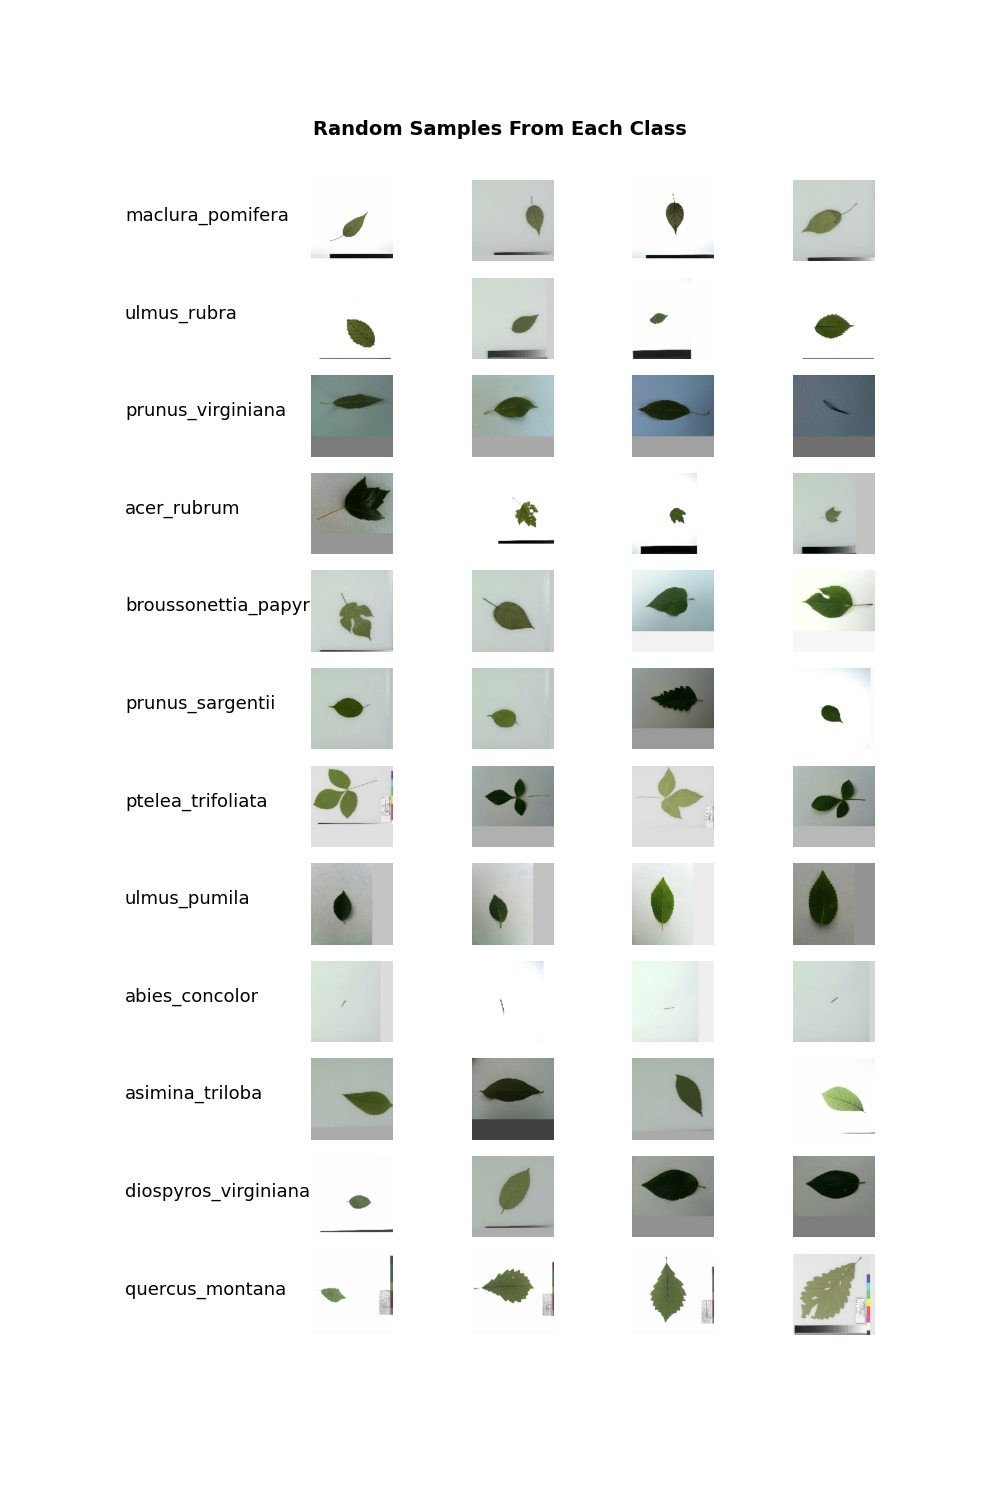 Random Samples From Each Class
maclura_pomifera
ulmus_rubra
prunus_virginiana
acer_rubrum
broussonettia_papyr
prunus_sargentii
ptelea_trifoliata
ulmus_pumila
abies_concolor
asimina_triloba
diospyros_virginiana
quercus_montana